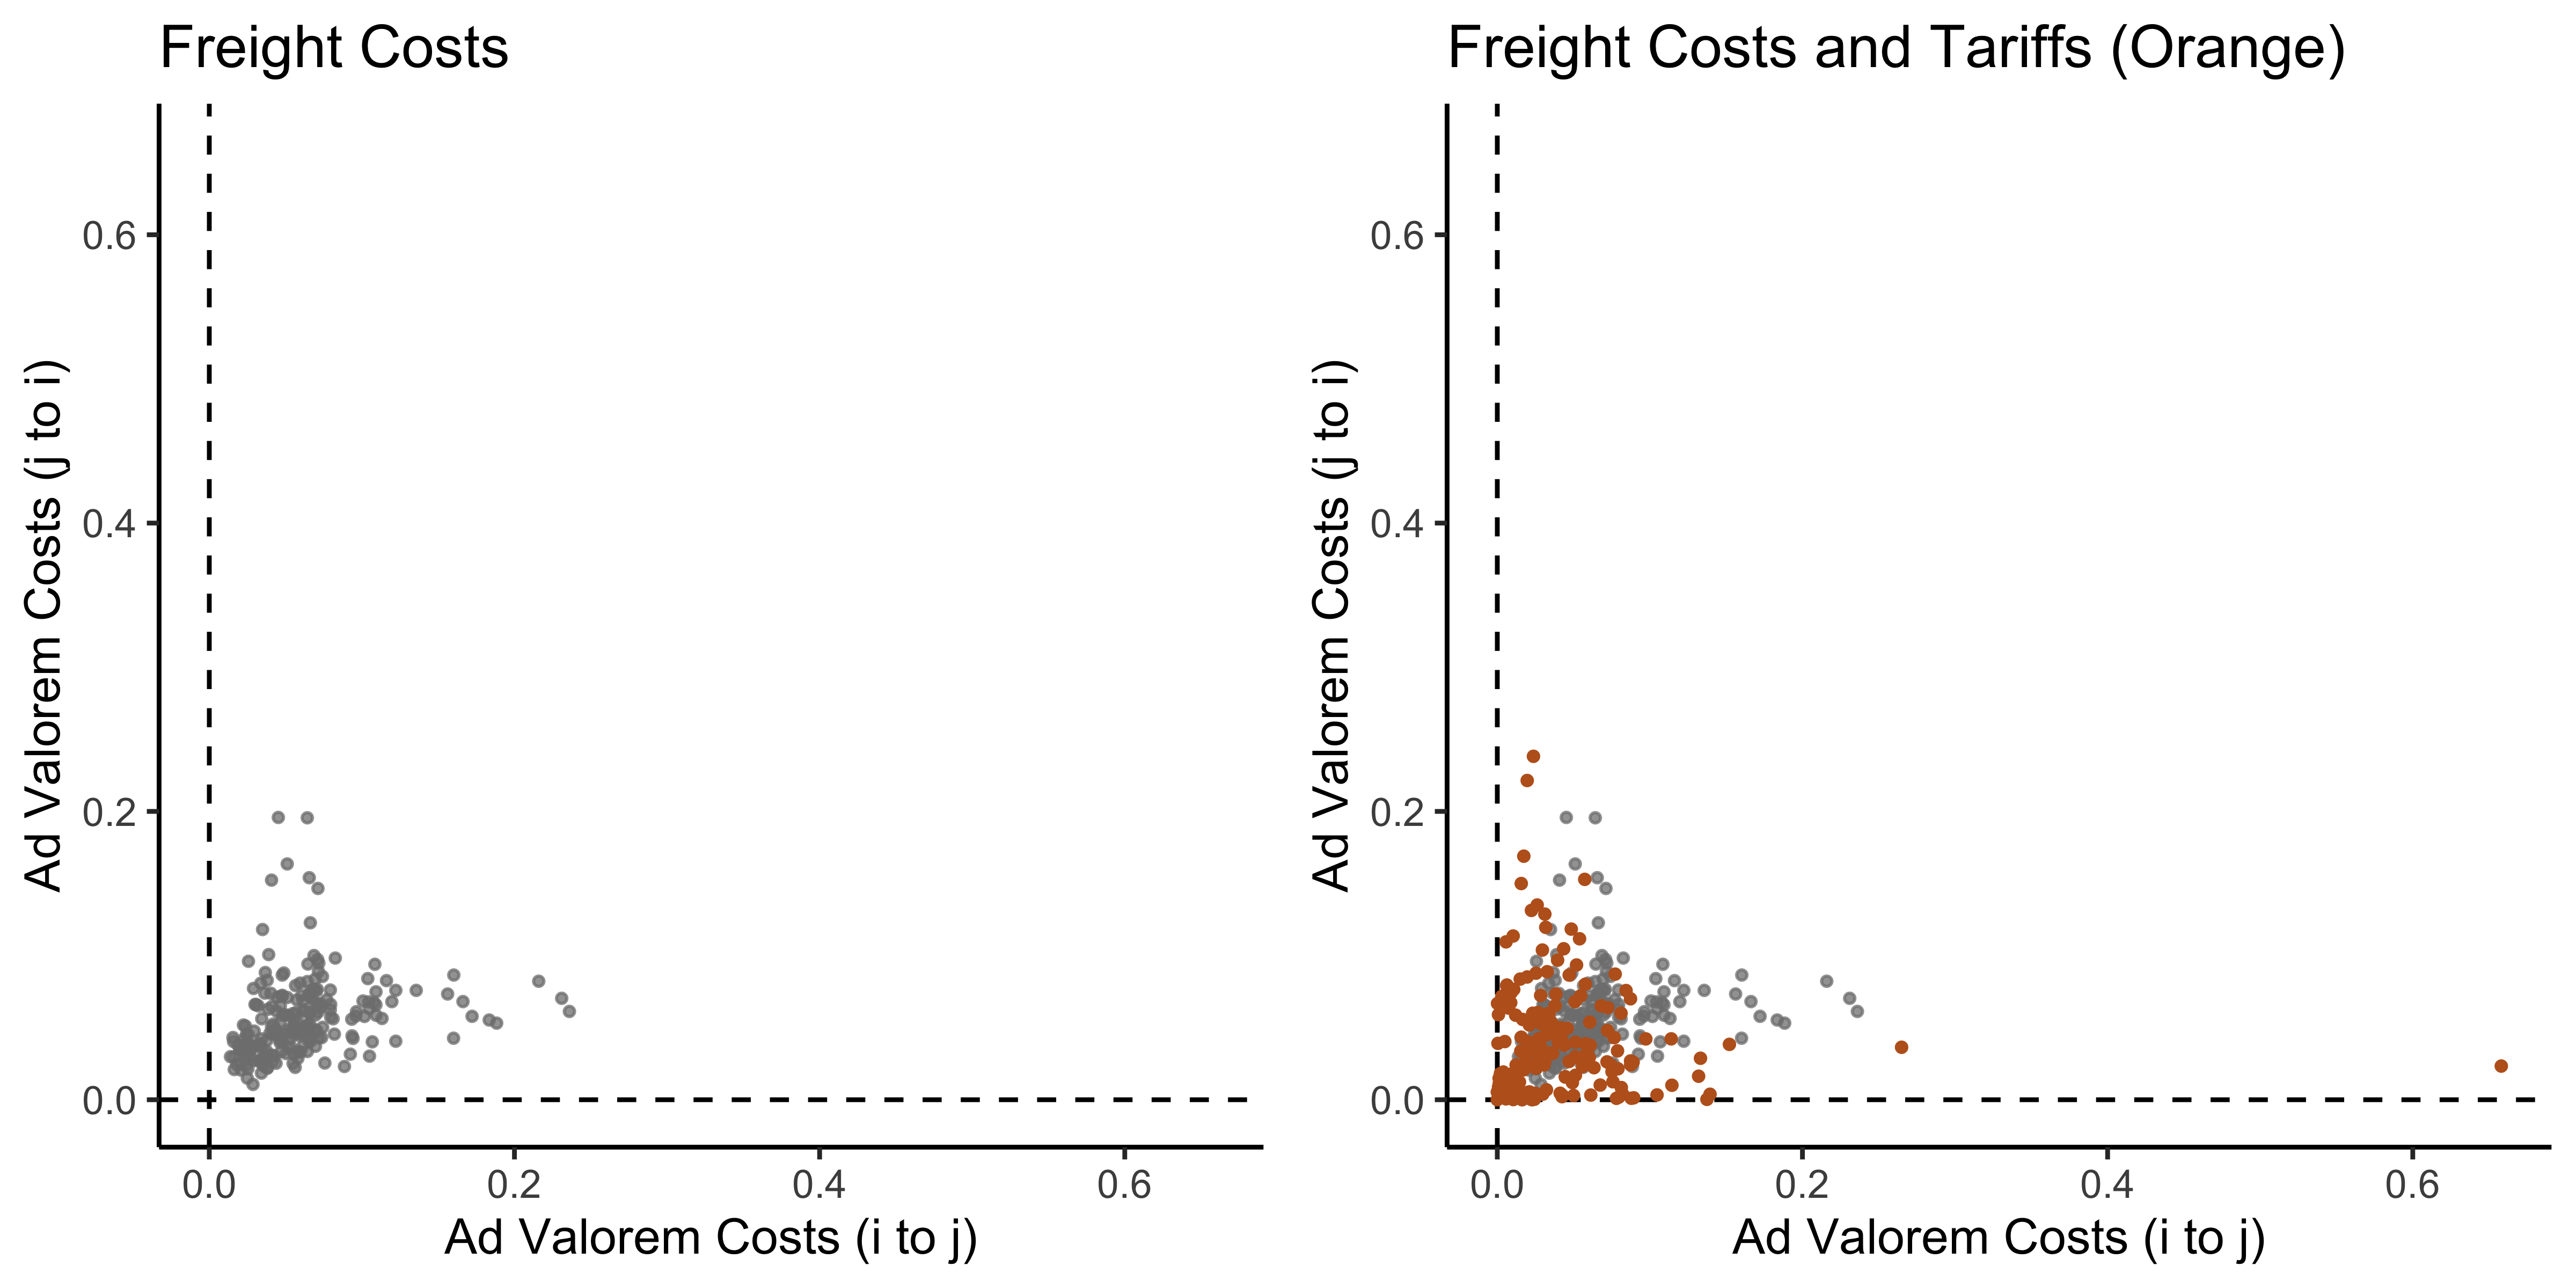 Freight Costs
Ad Valorem Costs (j to i)
0.6
0.4
0.2
0.0
0.0 0.2 0.4 0.6
Ad Valorem Costs (i to j)
Freight Costs and Tariffs (Orange)
Ad Valorem Costs (j to i)
0.6
0.4
0.2
0.0
0.0 0.2 0.4 0.6
Ad Valorem Costs (i to j)